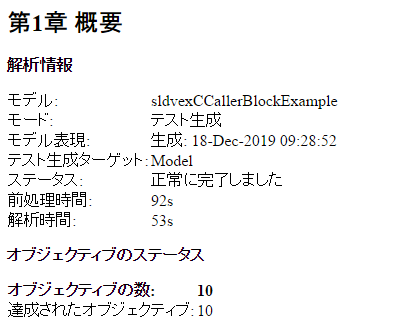 第1章 概要
解析情報
モデル: sldvexCCallerBlockExample
モード: テスト生成
モデル表現: 生成: 18-Dec-2019 09:28:52
テスト生成ターゲット: Model
ステータス: 正常に完了しました
前処理時間: 92s
解析時間: 53s
オブジェクティブのステータス
オブジェクティブの数: 10
達成されたオブジェクティブ: 10